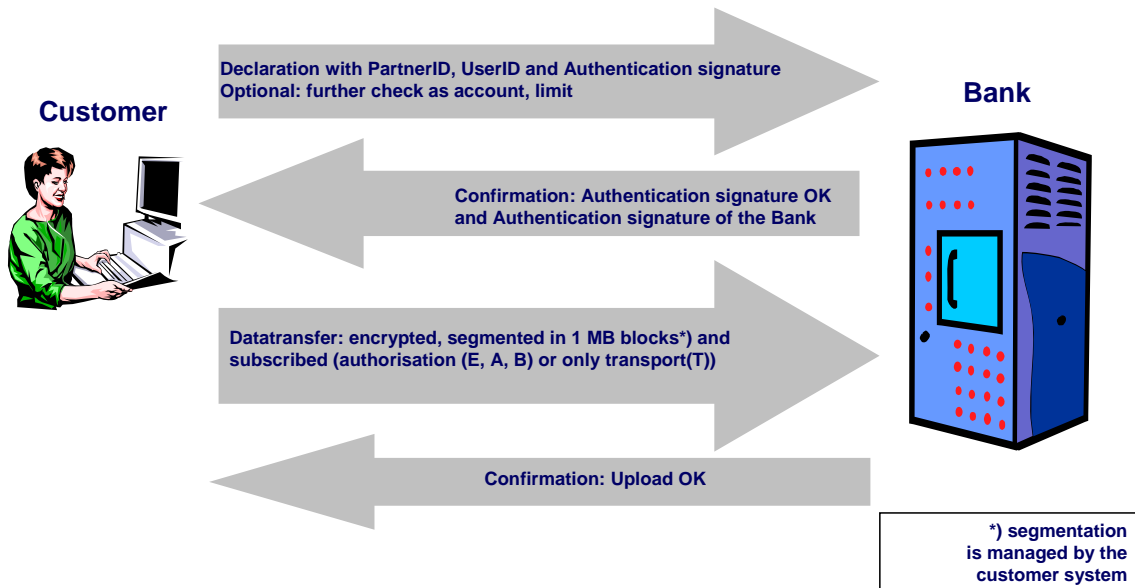 Declaration with PartnerID, UserID and Authentication signature
Optional: further check as account, limit
Customer
Bank
Confirmation: Authentication signature OK
and Authentication signature of the Bank
Datatransfer: encrypted, segmented in 1 MB blocks*) and
subscribed (authorisation (E, A, B) or only transport(T))
Confirmation: Upload OK
*) segmentation
is managed by the
customer system